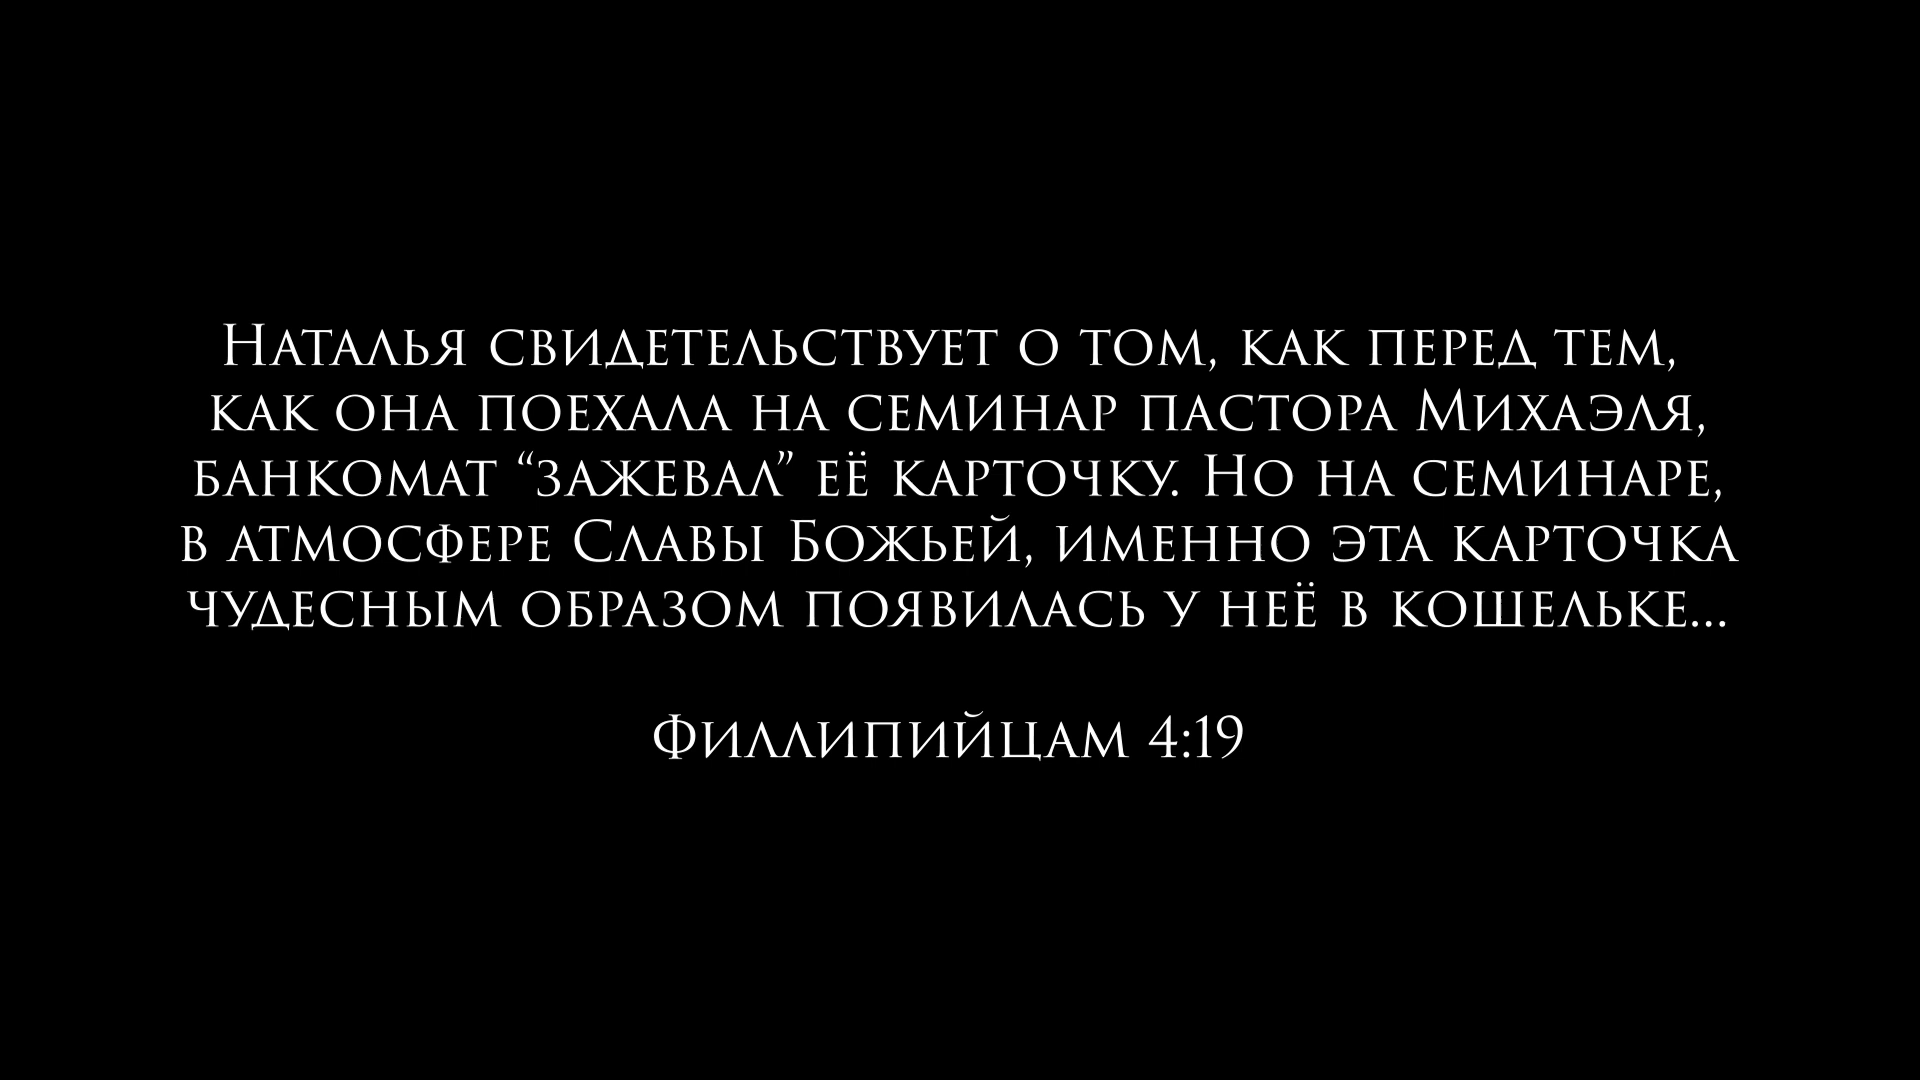 Наталья свидетельствует о том, как перед тем,
как она поехала на семинар пастора Михаэля,
банкомат “зажевал” её карточку. Но на семинаре,
в атмосфере Славы Божьей, именно эта карточка
чудесным образом появилась у неё в кошельке...
Филлипийцам 4:19